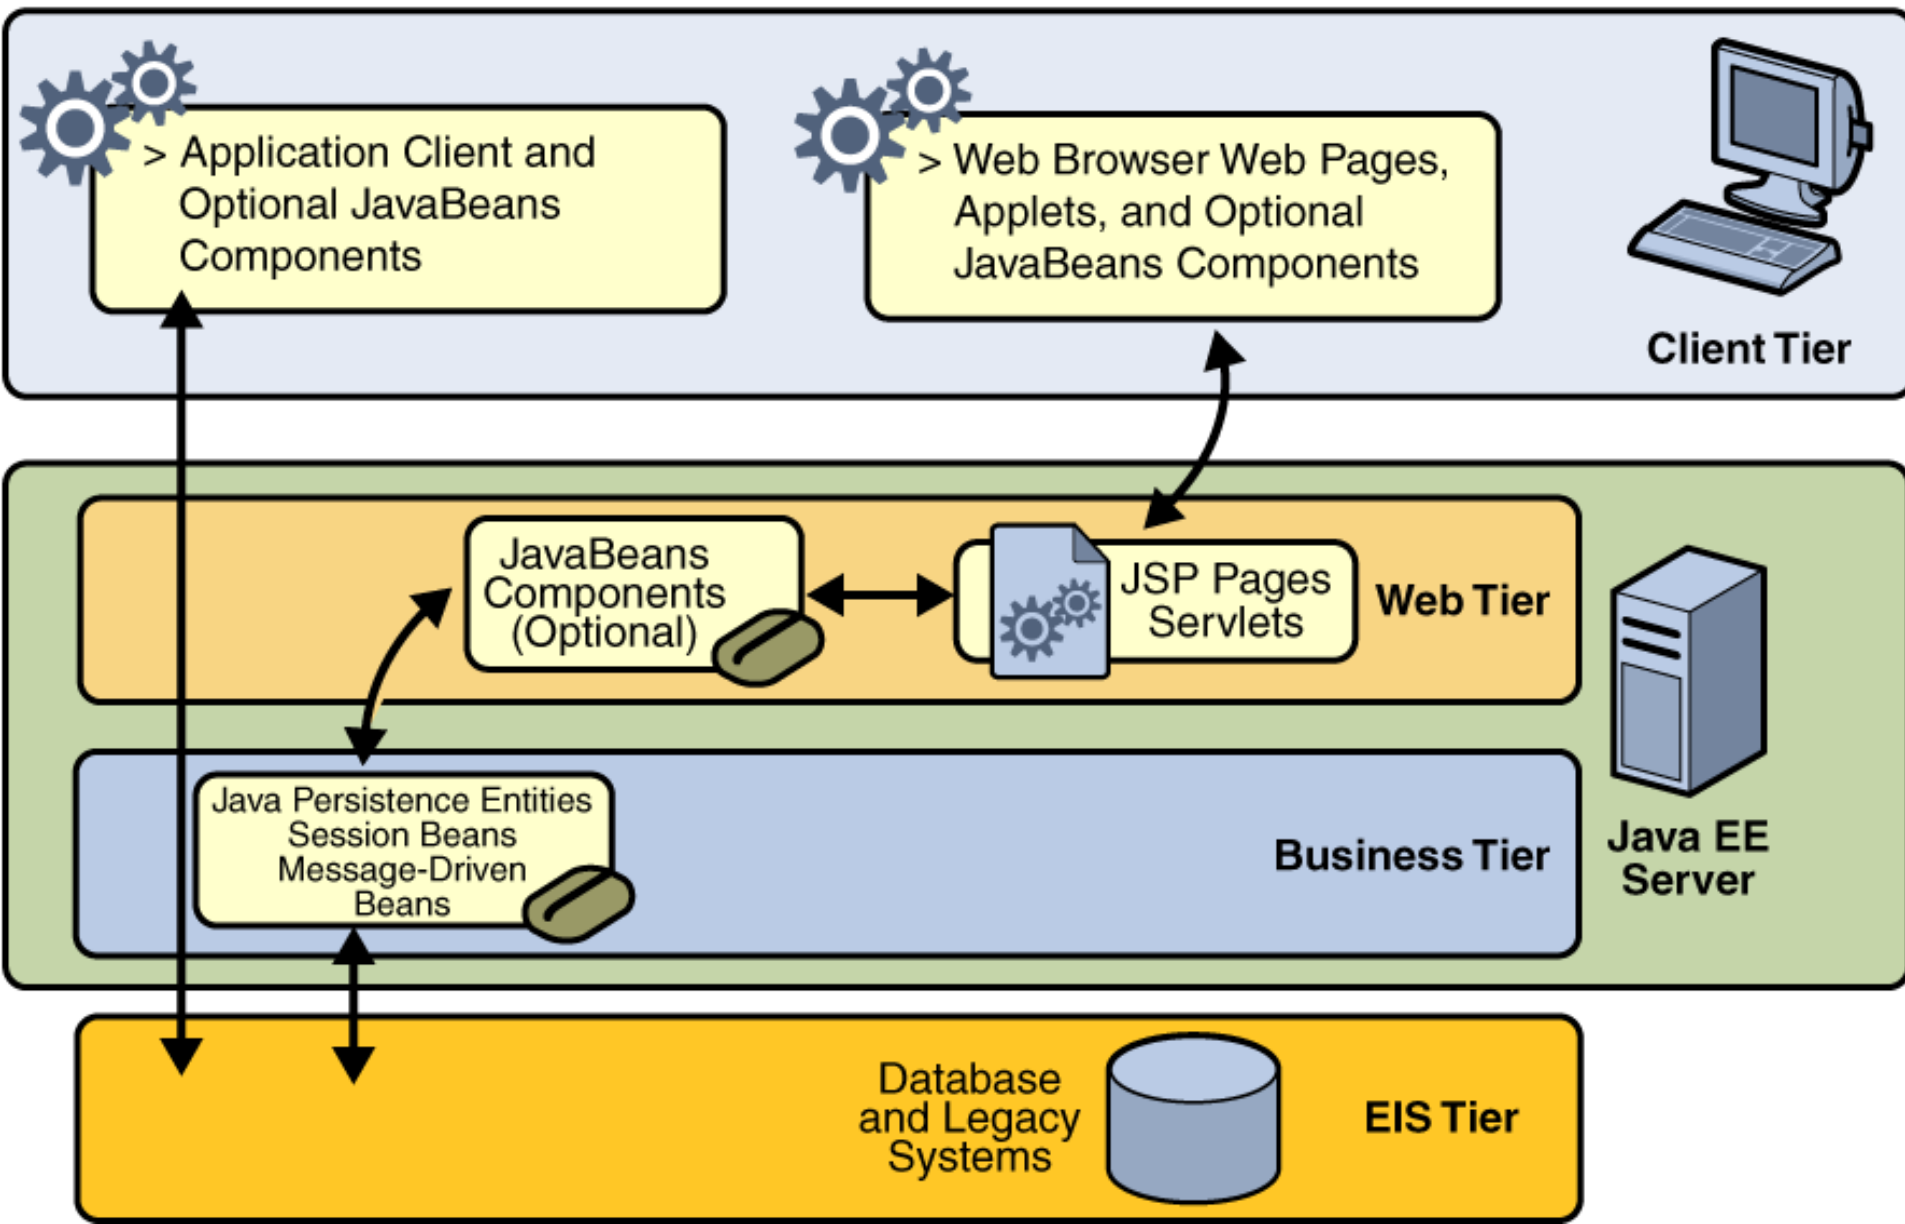 > Application Client and
Optional JavaBeans
Components
> Web Browser Web Pages,
Applets, and Optional
JavaBeans Components
Client Tier
JavaBeans
Components
(Optional)
JSP Pages
Servlets
Web Tier
Java Persistence Entities
Session Beans
Message-Driven
Beans
Business Tier
Java EE
Server
Database
and Legacy
Systems
EIS Tier